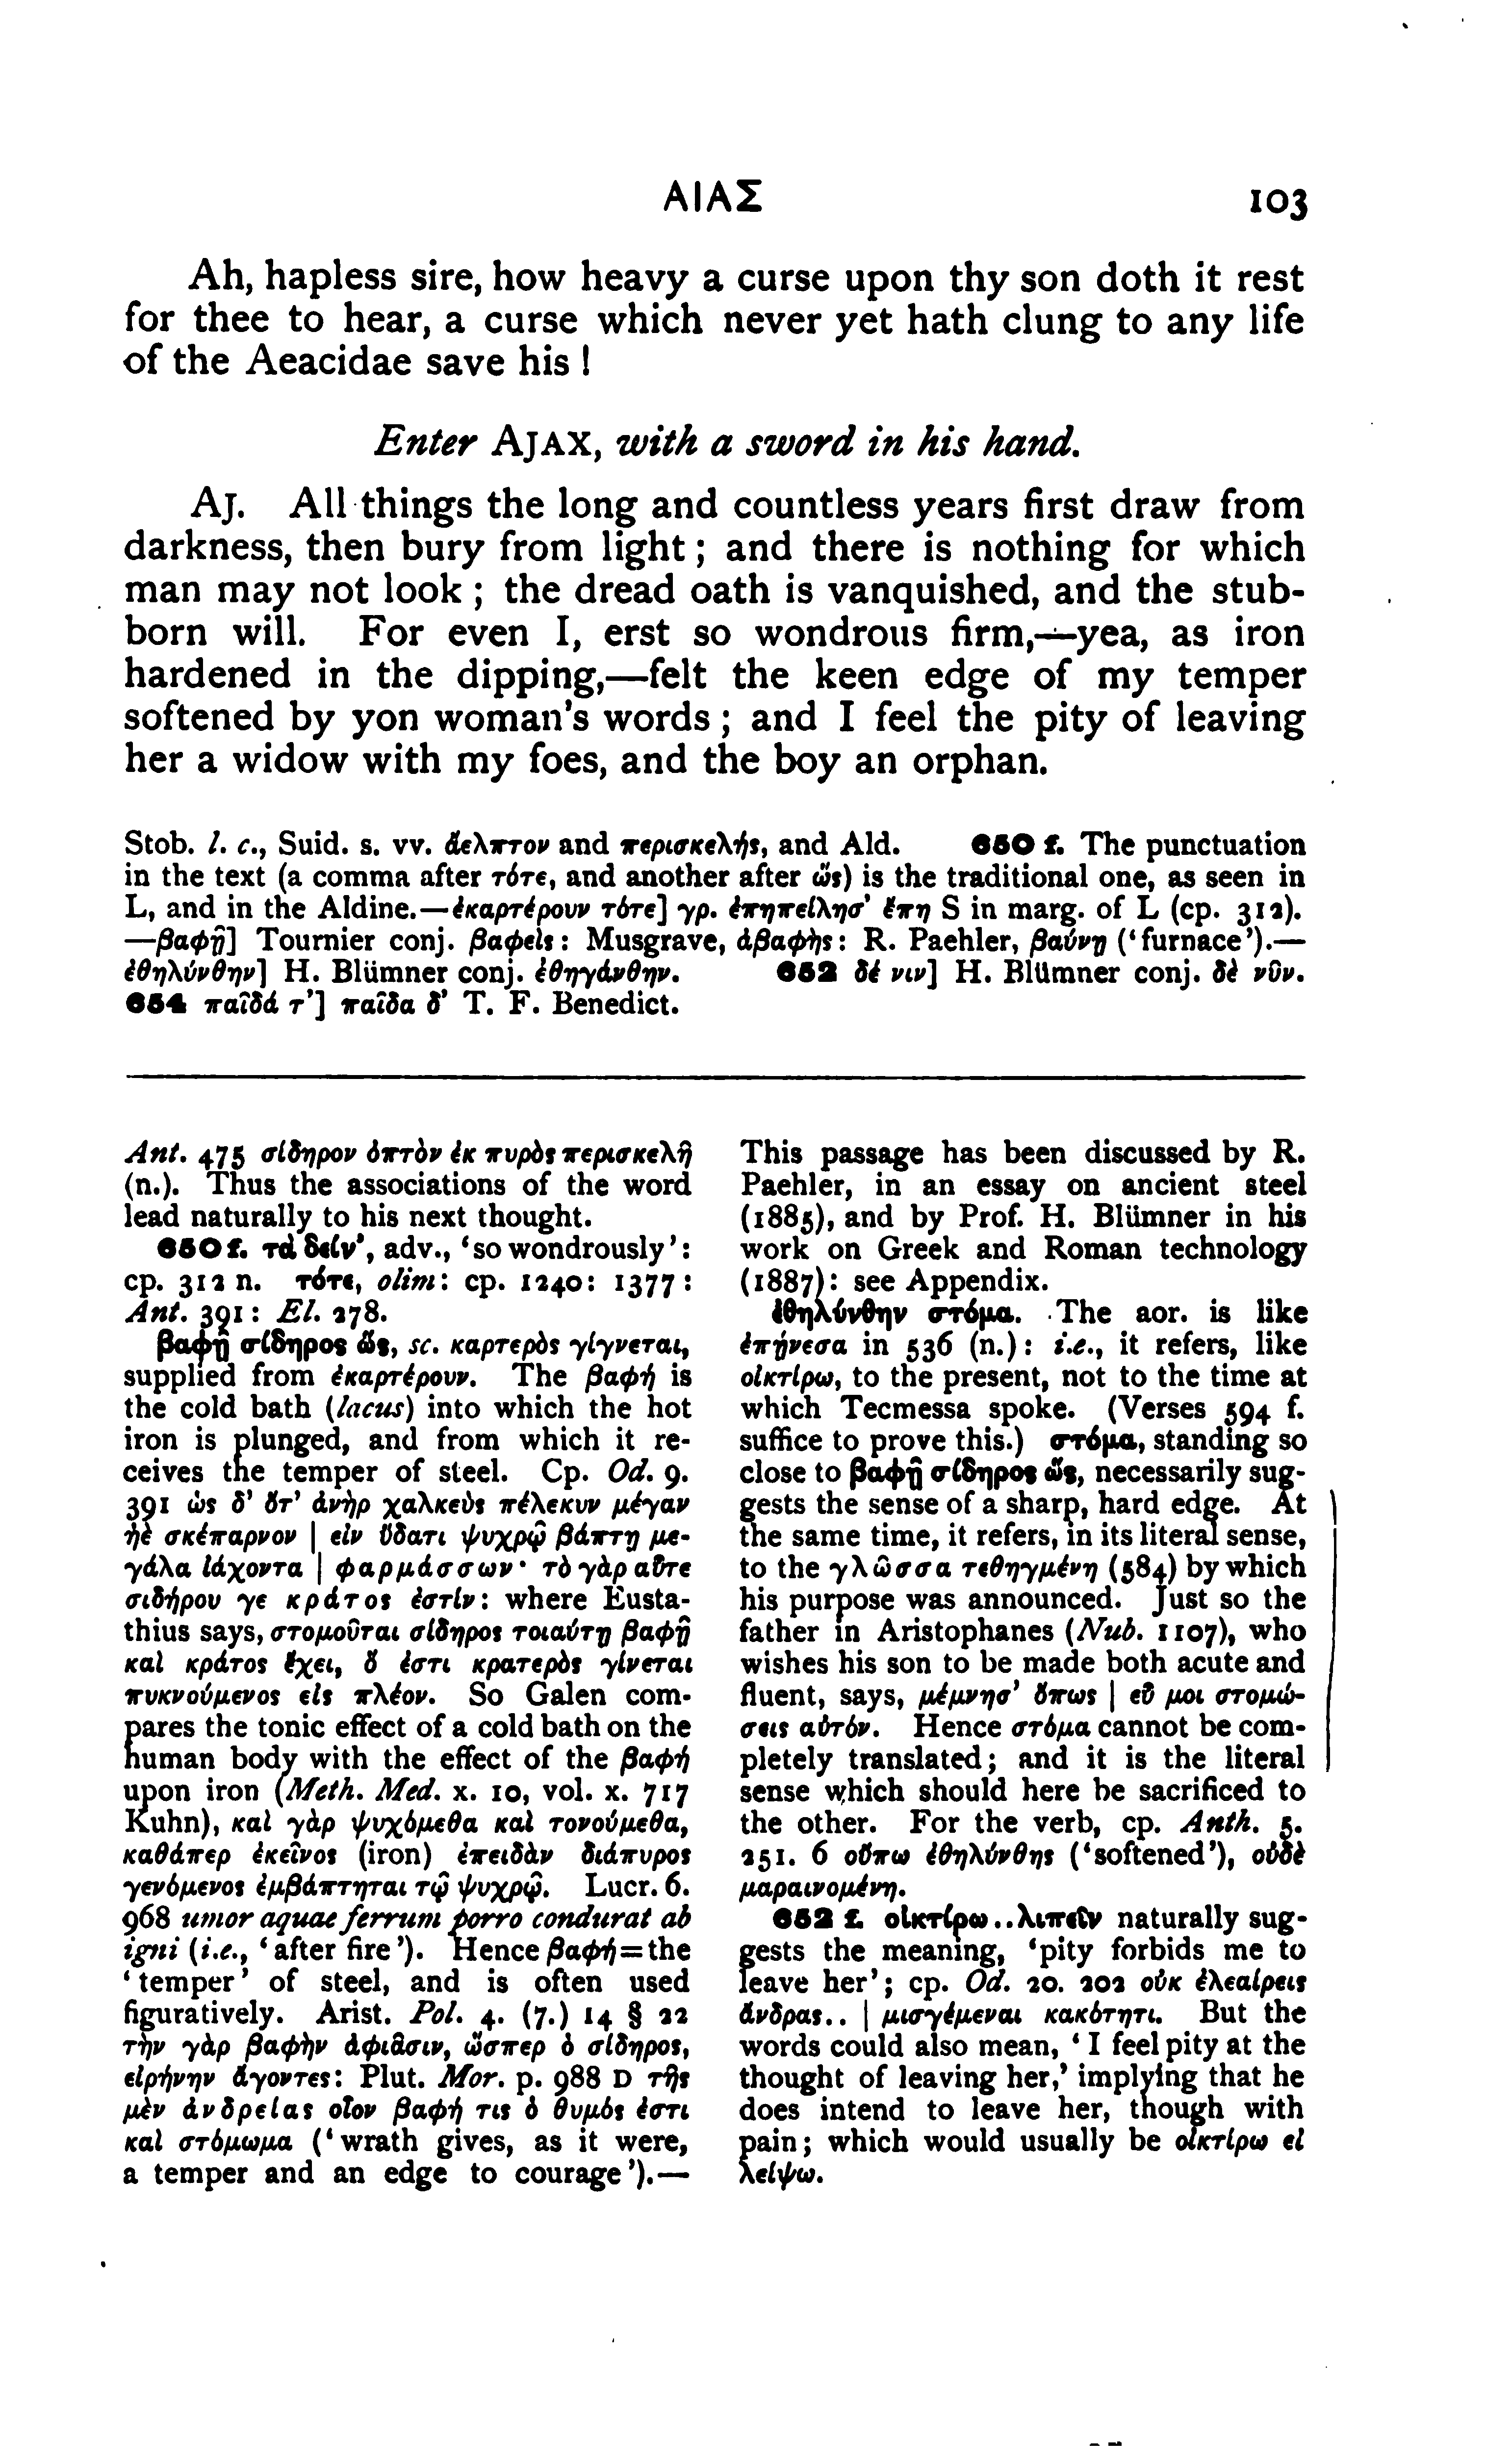 ΑΙΑΣ 103
Ah, hapless sire, how heavy a curse upon thy son doth it rest
for thee to hear, a curse which never yet hath clung to any life
of the Aeacidae save his !
Enter AJAX, with a sword in his hand.
AJ. All things the long and countless years first draw from
darkness, then bury from light ; and there is nothing for which
man may not look ; the dread oath is vanquished, and the stub-
born will. For even I, erst so wondrous firm,—yea, as iron
hardened in the dipping,—felt the keen edge of my temper
softened by yon woman's words ; and I feel the pity of leaving
her a widow with my foes, and the boy an orphan.
Stob. l. c., Suid. s. vv. ἄελπτον and περισκελής, and Ald. 650 f. The punctuation
in the text (a comma after τότε, and another after ὥς) is the traditional one, as seen in
L, and in the Aldine.—ἐκαρτέρουν τότε] γρ. ἐπηπείλησ' ἔπη S in marg. of L (cp. 312).
—βαφῇ] Tournier conj. βαφεὶς: Musgrave, ἀβαφὴς: R. Paehler, βαύνῃ ('furnace').—
ἐθηλύνθην] H. Blümner conj. ἐθηγάνθην. 652 δέ νιν] H. Blümner conj. δὲ νῦν.
654 παῖδά τ'] παῖδα δ' T. F. Benedict.
Ant. 475 σίδηρον ὀπτὸν ἐκ πυρὸς περισκελῆ
(n.). Thus the associations of the word
lead naturally to his next thought.
650 f. τὰ δείν', adv., 'so wondrously':
cp. 312 n. τότε, olim: cp. 1240: 1377:
Ant. 391: El. 278.
βαφῇ σίδηρος ὥς, sc. καρτερὸς γίγνεται,
supplied from ἐκαρτέρουν. The βαφή is
the cold bath (lacus) into which the hot
iron is plunged, and from which it re-
ceives the temper of steel. Cp. Od. 9.
391 ὡς δ' ὅτ' ἀνὴρ χαλκεὺς πέλεκυν μέγαν
ἠὲ σκέπαρνον | εἰν ὕδατι ψυχρῷ βάπτῃ με-
γάλα ἰάχοντα | φαρμάσσων· τὸ γὰρ αὖτε
σιδήρου γε κράτος ἐστίν: where Eusta-
thius says, στομοῦται σίδηρος τοιαύτῃ βαφῇ
καὶ κράτος ἔχει, ὅ ἐστι κρατερὸς γίνεται
πυκνούμενος εἰς πλέον. So Galen com-
pares the tonic effect of a cold bath on the
human body with the effect of the βαφή
upon iron (Meth. Med. x. 10, vol. x. 717
Kuhn), καὶ γὰρ ψυχόμεθα καὶ τονούμεθα,
καθάπερ ἐκεῖνος (iron) ἐπειδὰν διάπυρος
γενόμενος ἐμβάπτηται τῷ ψυχρῷ. Lucr. 6.
968 umor aquae ferrum porro condurat ab
igni (i.e., 'after fire'). Hence βαφή=the
'temper' of steel, and is often used
figuratively. Arist. Pol. 4. (7.) 14 § 22
τὴν γὰρ βαφὴν ἀφιᾶσιν, ὥσπερ ὁ σίδηρος,
εἰρήνην ἄγοντες: Plut. Mor. p. 988 D τῆς
μὲν ἀνδρείας οἷον βαφή τις ὁ θυμός ἐστι
καὶ στόμωμα ('wrath gives, as it were,
a temper and an edge to courage').—
This passage has been discussed by R.
Paehler, in an essay on ancient steel
(1885), and by Prof. H. Blümner in his
work on Greek and Roman technology
(1887): see Appendix.
ἐθηλύνθην στόμα. The aor. is like
ἐπῄνεσα in 536 (n.): i.e., it refers, like
οἰκτίρω, to the present, not to the time at
which Tecmessa spoke. (Verses 594 f.
suffice to prove this.) στόμα, standing so
close to βαφῇ σίδηρος ὥς, necessarily sug-
gests the sense of a sharp, hard edge. At
the same time, it refers, in its literal sense,
to the γλῶσσα τεθηγμένη (584) by which
his purpose was announced. Just so the
father in Aristophanes (Nub. 1107), who
wishes his son to be made both acute and
fluent, says, μέμνησ' ὅπως | εὖ μοι στομώ-
σεις αὐτόν. Hence στόμα cannot be com-
pletely translated; and it is the literal
sense which should here be sacrificed to
the other. For the verb, cp. Anth. 5.
251. 6 οὔπω ἐθηλύνθης ('softened'), οὐδὲ
μαραινομένη.
652 f. οἰκτίρω..λιπεῖν naturally sug-
gests the meaning, 'pity forbids me to
leave her'; cp. Od. 20. 202 οὐκ ἐλεαίρεις
ἄνδρας.. | μισγέμεναι κακότητι. But the
words could also mean, 'I feel pity at the
thought of leaving her,' implying that he
does intend to leave her, though with
pain; which would usually be οἰκτίρω εἰ
λείψω.